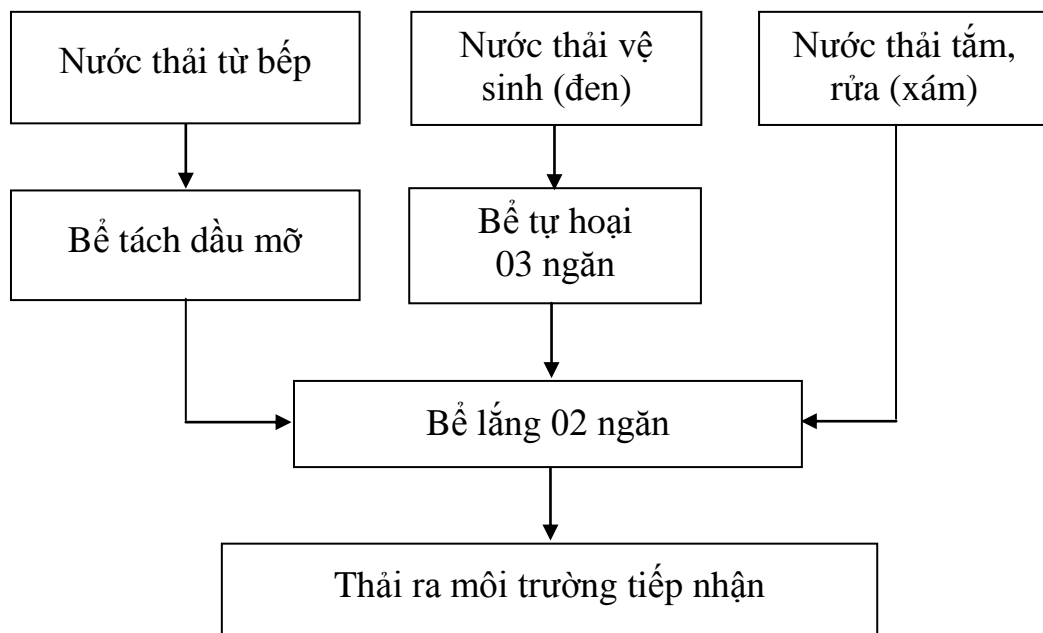 Nước thải từ bếp
Nước thải vệ
sinh (đen)
Nước thải tắm,
rửa (xám)
Bể tách dầu mỡ
Bể tự hoại
03 ngăn
Bể lắng 02 ngăn
Thải ra môi trường tiếp nhận